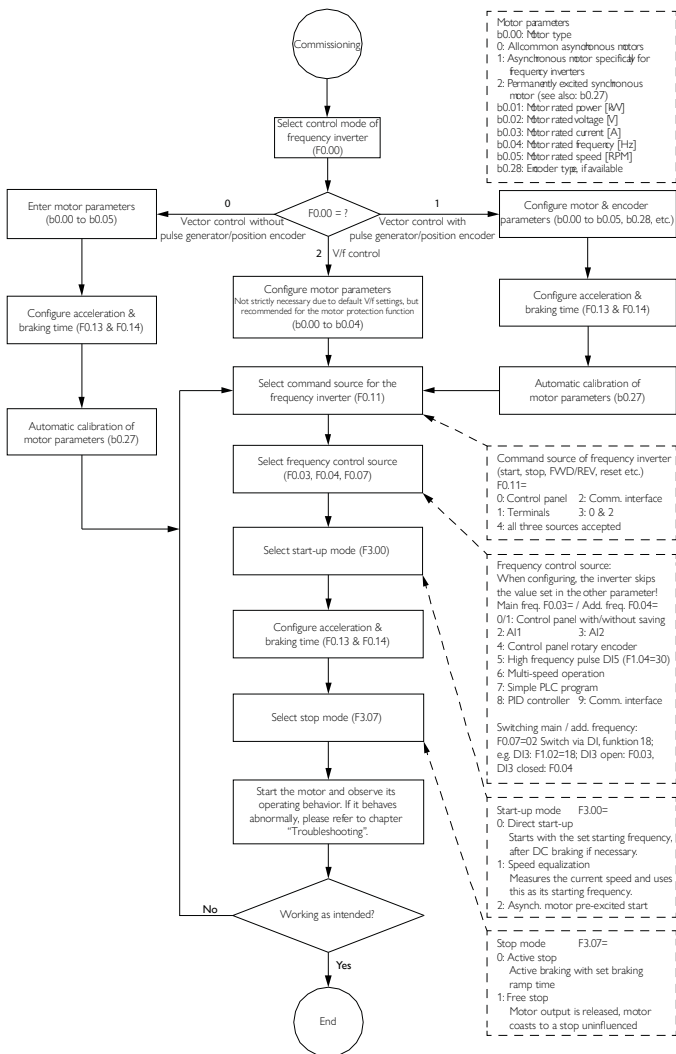 Commissioning
Select control mode of
frequency inverter
(F0.00)
F0.00 = ?
0
Vector control without
pulse generator/position encoder
1
Vector control with
pulse generator/position encoder
2 V/f control
Enter motor parameters
(b0.00 to b0.05)
Configure acceleration &
braking time (F0.13 & F0.14)
Automatic calibration of
motor parameters (b0.27)
Configure motor parameters
Not strictly necessary due to default V/f settings, but
recommended for the motor protection function
(b0.00 to b0.04)
Configure motor & encoder
parameters (b0.00 to b0.05, b0.28, etc.)
Configure acceleration &
braking time (F0.13 & F0.14)
Automatic calibration of
motor parameters (b0.27)
Select command source for the
frequency inverter (F0.11)
Select frequency control source
(F0.03, F0.04, F0.07)
Select start-up mode (F3.00)
Configure acceleration &
braking time (F0.13 & F0.14)
Select stop mode (F3.07)
Start the motor and observe its
operating behavior. If it behaves
abnormally, please refer to chapter
"Troubleshooting".
Working as intended?
No
Yes
End
Motor parameters
b0.00: Motor type
0: All common asynchronous motors
1: Asynchronous motor specifically for
frequency inverters
2: Permanently excited synchronous
motor (see also: b0.27)
b0.01: Motor rated power [kW]
b0.02: Motor rated voltage [V]
b0.03: Motor rated current [A]
b0.04: Motor rated frequency [Hz]
b0.05: Motor rated speed [RPM]
b0.28: Encoder type, if available
Command source of frequency inverter
(start, stop, FWD/REV, reset etc.)
F0.11=
0: Control panel 2: Comm. interface
1: Terminals 3: 0 & 2
4: all three sources accepted
Frequency control source:
When configuring, the inverter skips
the value set in the other parameter!
Main freq. F0.03= / Add. freq. F0.04=
0/1: Control panel with/without saving
2: AI1 3: AI2
4: Control panel rotary encoder
5: High frequency pulse DI5 (F1.04=30)
6: Multi-speed operation
7: Simple PLC program
8: PID controller 9: Comm. interface
Switching main / add. frequency:
F0.07=02 Switch via DI, funktion 18;
e.g. DI3: F1.02=18; DI3 open: F0.03,
DI3 closed: F0.04
Start-up mode F3.00=
0: Direct start-up
Starts with the set starting frequency,
after DC braking if necessary.
1: Speed equalization
Measures the current speed and uses
this as its starting frequency.
2: Asynch. motor pre-excited start
Stop mode F3.07=
0: Active stop
Active braking with set braking
ramp time
1: Free stop
Motor output is released, motor
coasts to a stop uninfluenced